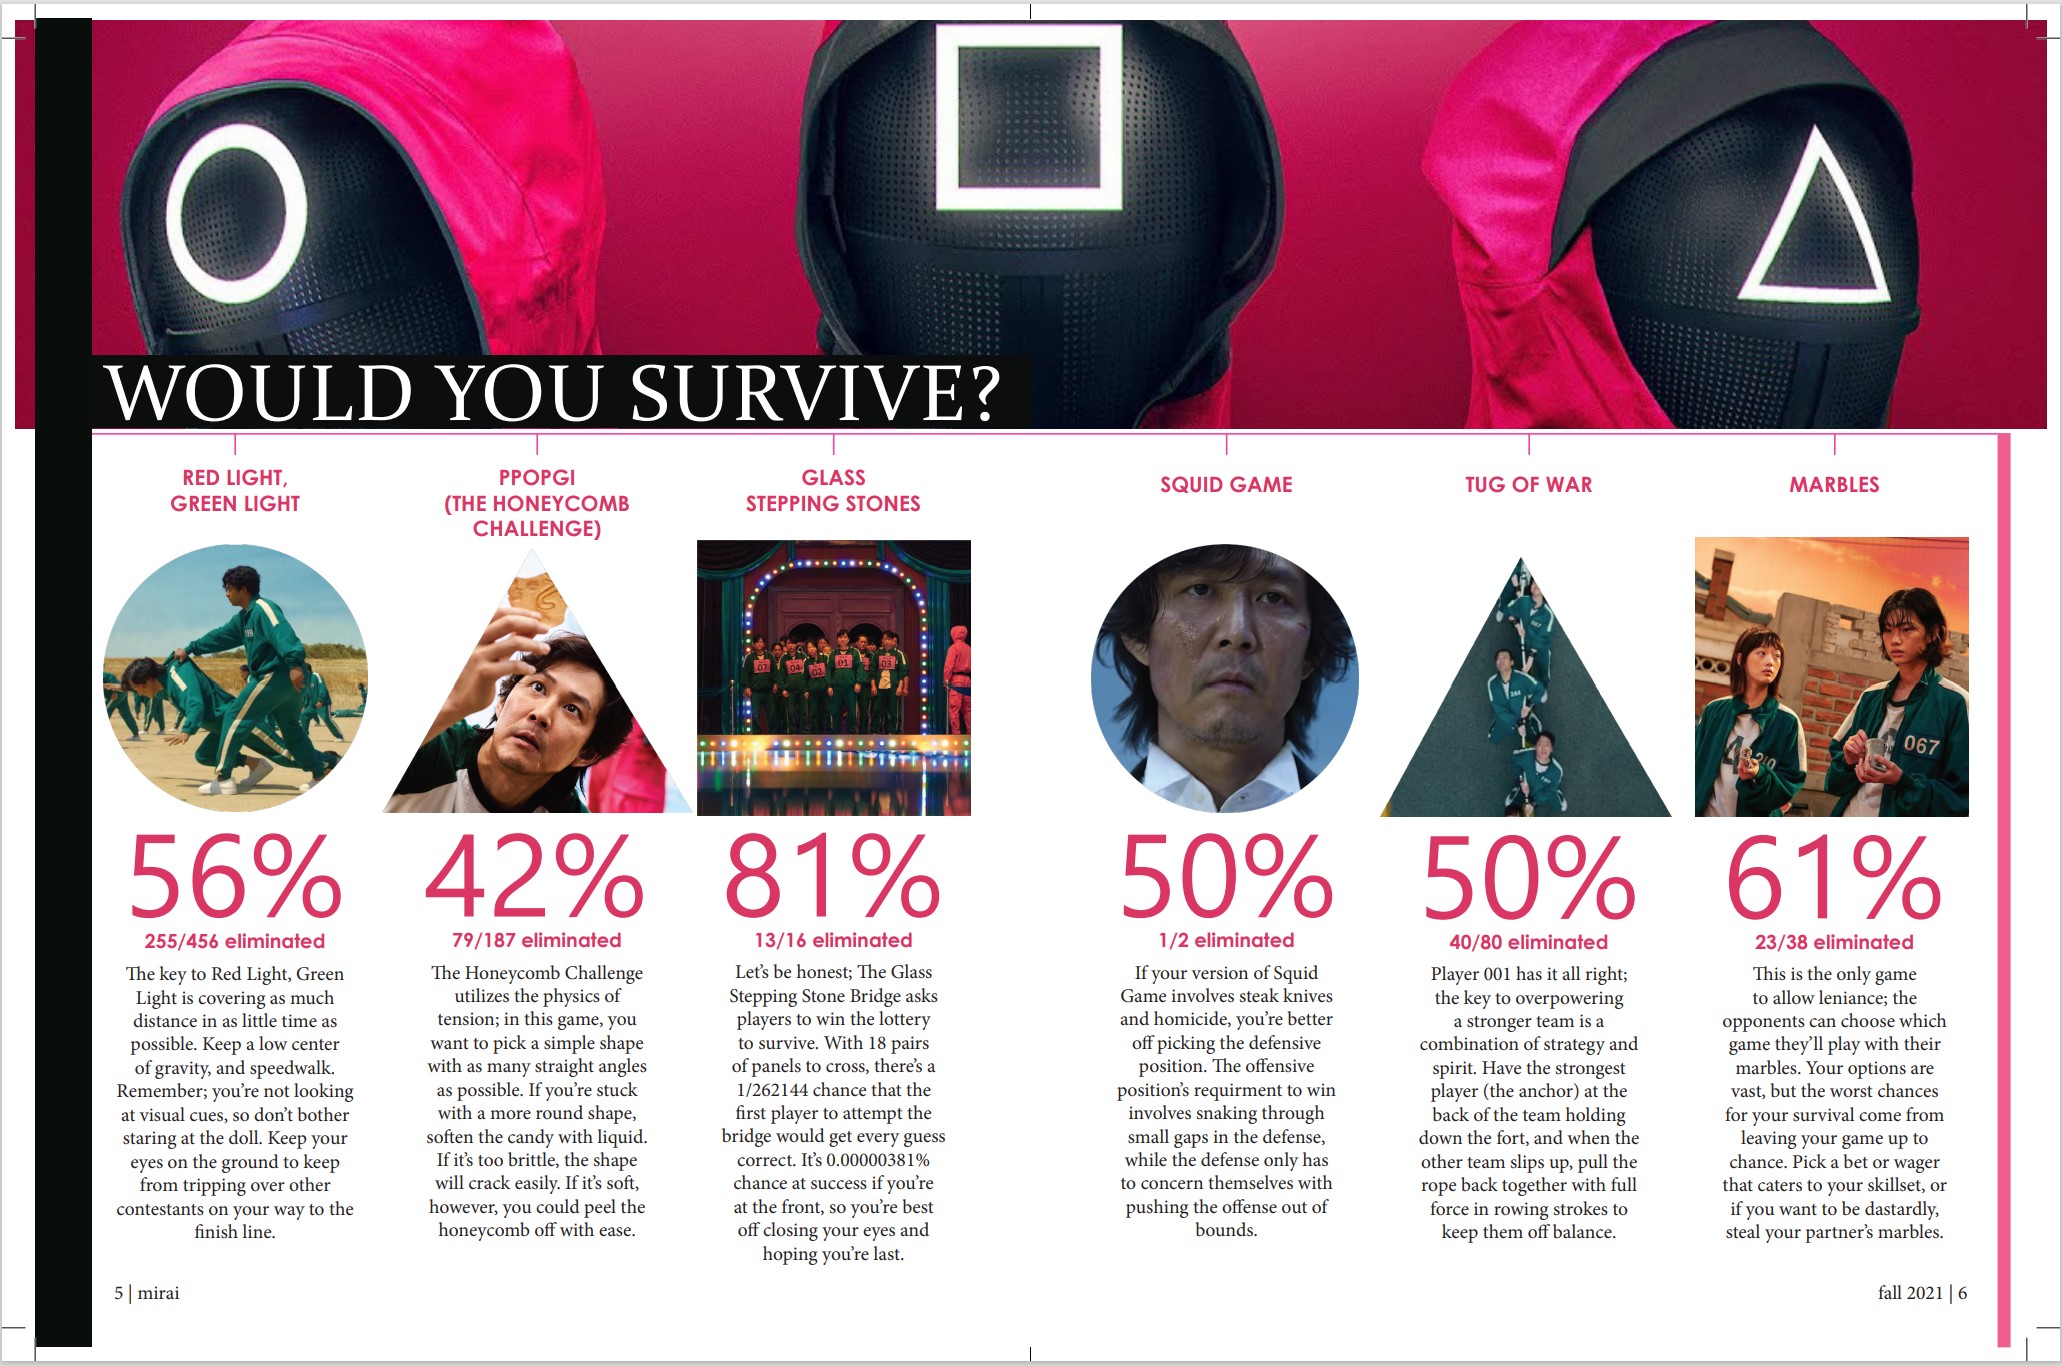 WOULD YOU SURVIVE?
RED LIGHT,
GREEN LIGHT
56%
255/456 eliminated
The key to Red Light, Green
Light is covering as much
distance in as little time as
possible. Keep a low center
of gravity, and speedwalk.
Remember; you're not looking
at visual cues, so don't bother
staring at the doll. Keep your
eyes on the ground to keep
from tripping over other
contestants on your way to the
finish line.
PPOPGI
(THE HONEYCOMB
CHALLENGE)
42%
79/187 eliminated
The Honeycomb Challenge
utilizes the physics of
tension; in this game, you
want to pick a simple shape
with as many straight angles
as possible. If you're stuck
with a more round shape,
soften the candy with liquid.
If it's too brittle, the shape
will crack easily. If it's soft,
however, you could peel the
honeycomb off with ease.
GLASS
STEPPING STONES
07
04
02
01
03
81%
13/16 eliminated
Let's be honest; The Glass
Stepping Stone Bridge asks
players to win the lottery
to survive. With 18 pairs
of panels to cross, there's a
1/262144 chance that the
first player to attempt the
bridge would get every guess
correct. It's 0.00000381%
chance at success if you're
at the front, so you're best
off closing your eyes and
hoping you're last.
SQUID GAME
50%
1/2 eliminated
If your version of Squid
Game involves steak knives
and homicide, you're better
off picking the defensive
position. The offensive
position's requirment to win
involves snaking through
small gaps in the defense,
while the defense only has
to concern themselves with
pushing the offense out of
bounds.
TUG OF WAR
067
50%
40/80 eliminated
Player 001 has it all right;
the key to overpowering
a stronger team is a
combination of strategy and
spirit. Have the strongest
player (the anchor) at the
back of the team holding
down the fort, and when the
other team slips up, pull the
rope back together with full
force in rowing strokes to
keep them off balance.
MARBLES
067
61%
23/38 eliminated
This is the only game
to allow leniance; the
opponents can choose which
game they'll play with their
marbles. Your options are
vast, but the worst chances
for your survival come from
leaving your game up to
chance. Pick a bet or wager
that caters to your skillset, or
if you want to be dastardly,
steal your partner's marbles.
5 | mirai
fall 2021 | 6